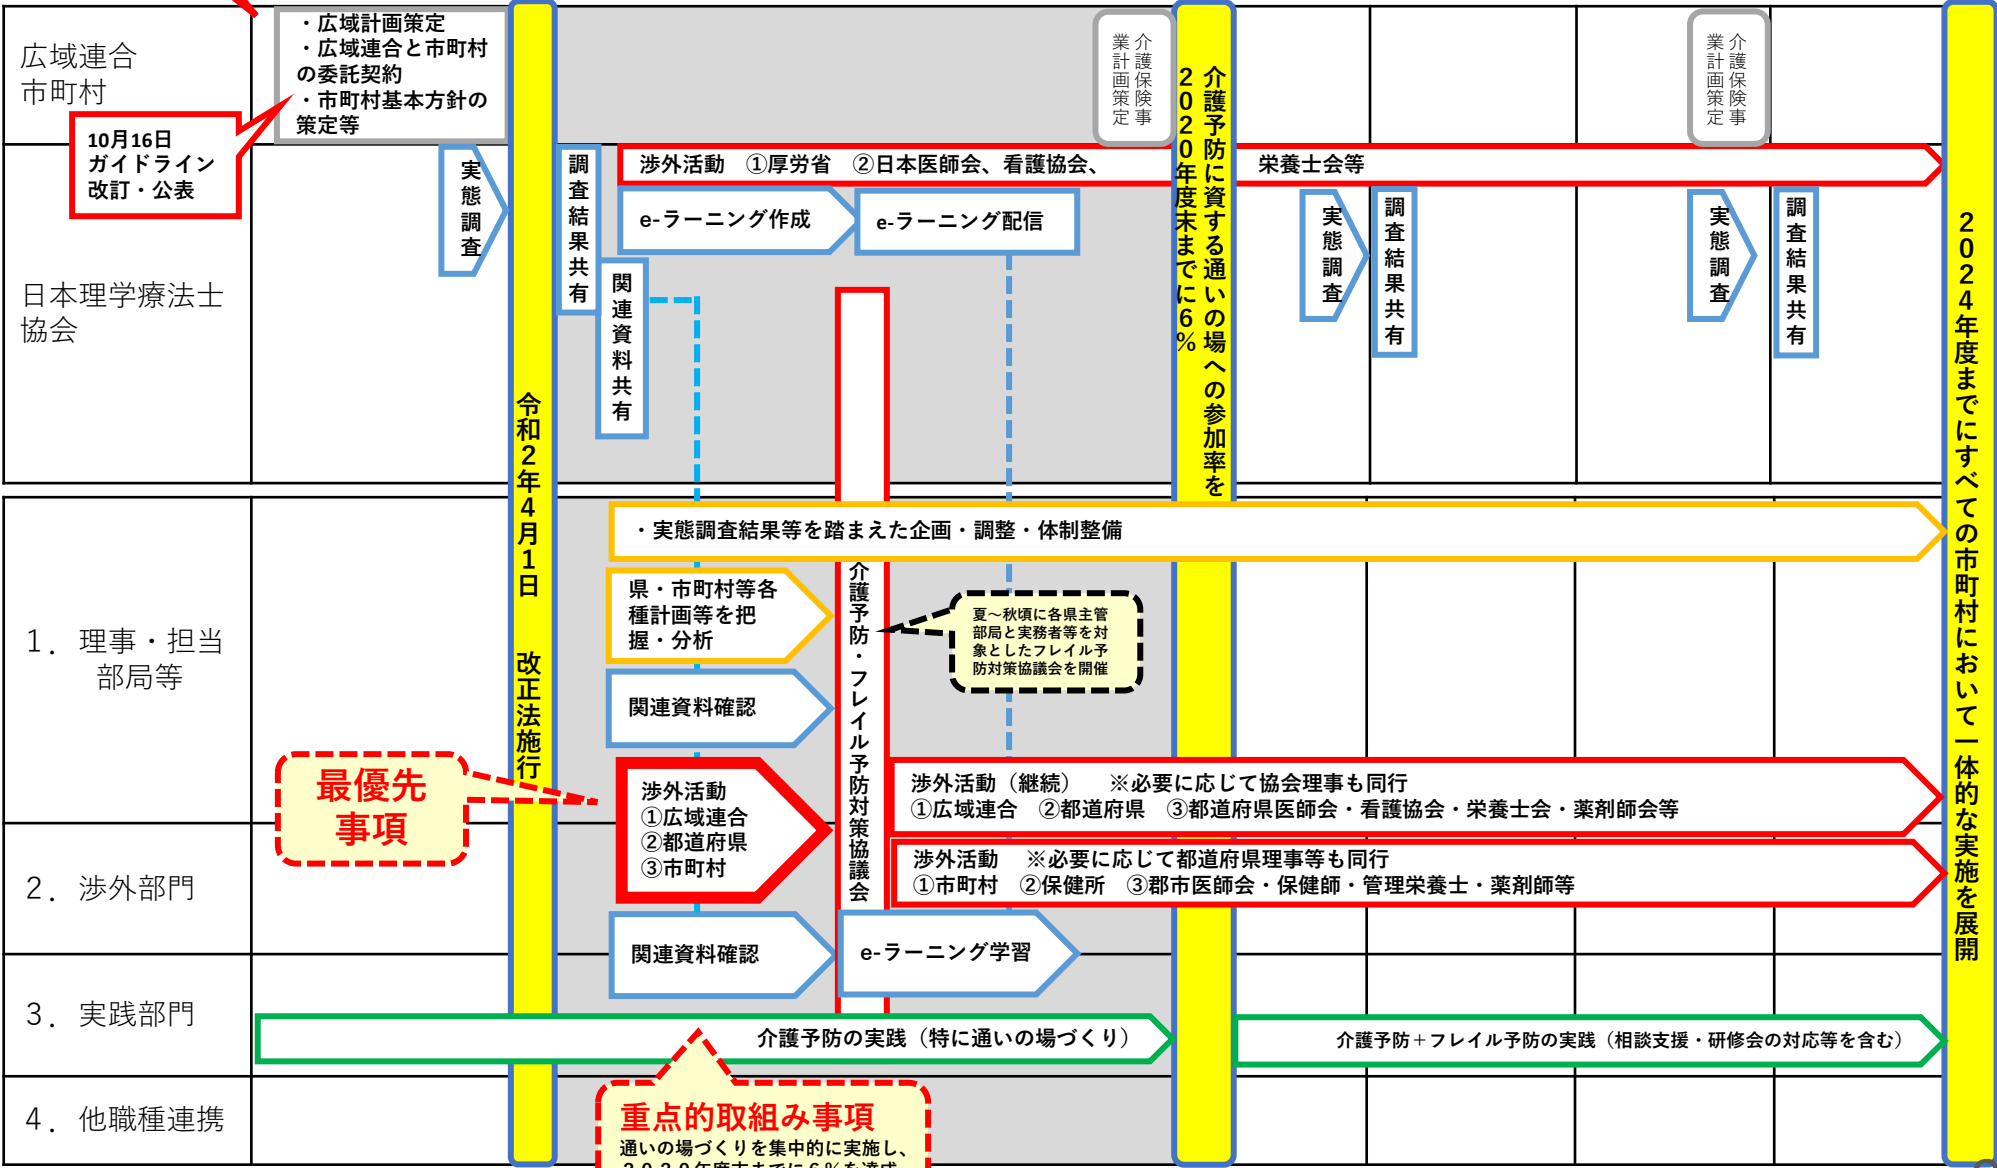 広域連合
市町村
・広域計画策定
・広域連合と市町村
の委託契約
・市町村基本方針の
策定等
10月16日
ガイドライン
改訂・公表
介護保険事
業計画策定
介護保険事
業計画策定
日本理学療法士
協会
実態調査
調査結果共有
関連資料共有
渉外活動　①厚労省　②日本医師会、看護協会、　栄養士会等
e-ラーニング作成
e-ラーニング配信
実態調査
調査結果共有
実態調査
調査結果共有
令和2年4月1日　改正法施行
介護予防に資する通いの場への参加率を
2020年度末までに6％
2024年度までにすべての市町村において一体的な実施を展開
・実態調査結果等を踏まえた企画・調整・体制整備
1．理事・担当
部局等
県・市町村等各
種計画等を把
握・分析
関連資料確認
介護予防・フレイル予防対策協議会
夏～秋頃に各県主管
部局と実務者等を対
象としたフレイル予
防対策協議会を開催
最優先
事項
渉外活動
①広域連合
②都道府県
③市町村
渉外活動（継続）　※必要に応じて協会理事も同行
①広域連合　②都道府県　③都道府県医師会・看護協会・栄養士会・薬剤師会等
2．渉外部門
渉外活動　※必要に応じて都道府県理事等も同行
①市町村　②保健所　③郡市医師会・保健師・管理栄養士・薬剤師等
関連資料確認
e-ラーニング学習
3．実践部門
介護予防の実践（特に通いの場づくり）
介護予防＋フレイル予防の実践（相談支援・研修会の対応等を含む）
4．他職種連携
重点的取組み事項
通いの場づくりを集中的に実施し、
2020年度末までに6％を達成